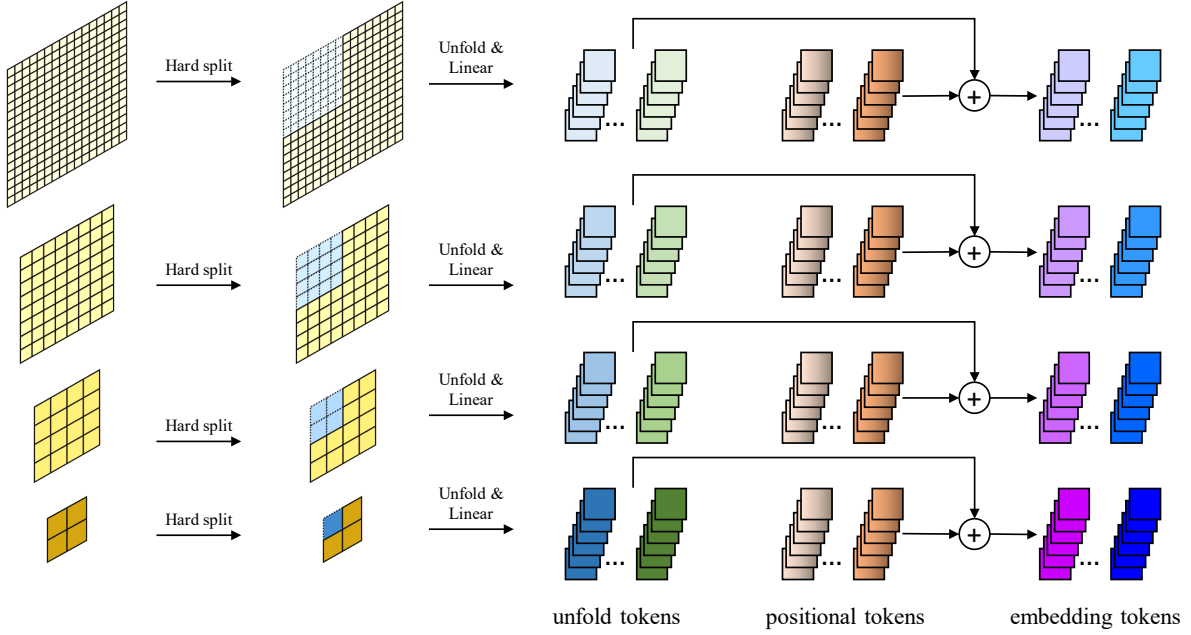 Hard split
Unfold &
Linear
... ...
+
...
Hard split
Unfold &
Linear
... ...
+
...
Hard split
Unfold &
Linear
... ...
+
...
Hard split
Unfold &
Linear
... ...
+
...
unfold tokens positional tokens embedding tokens